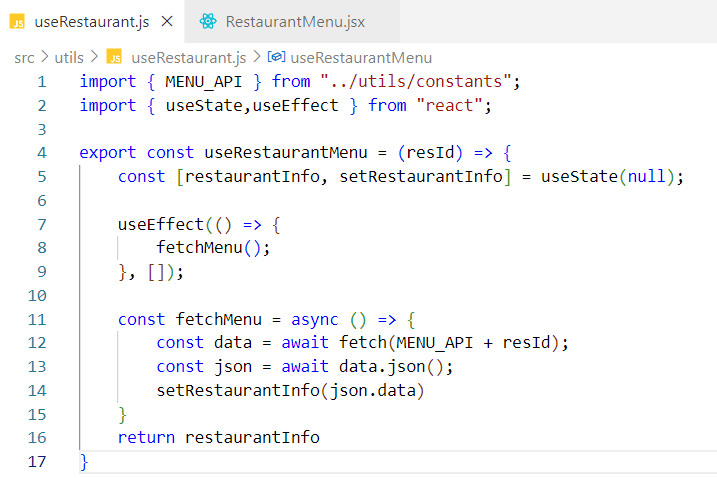 JS useRestaurant.js × RestaurantMenu.jsx
src > utils > JS useRestaurant.js > useRestaurantMenu
1 import { MENU_API } from "../utils/constants";
2 import { useState,useEffect } from "react";
3
4 export const useRestaurantMenu = (resId) => {
5     const [restaurantInfo, setRestaurantInfo] = useState(null);
6
7     useEffect(() => {
8         fetchMenu();
9     }, []);
10
11     const fetchMenu = async () => {
12         const data = await fetch(MENU_API + resId);
13         const json = await data.json();
14         setRestaurantInfo(json.data)
15     }
16     return restaurantInfo
17 }